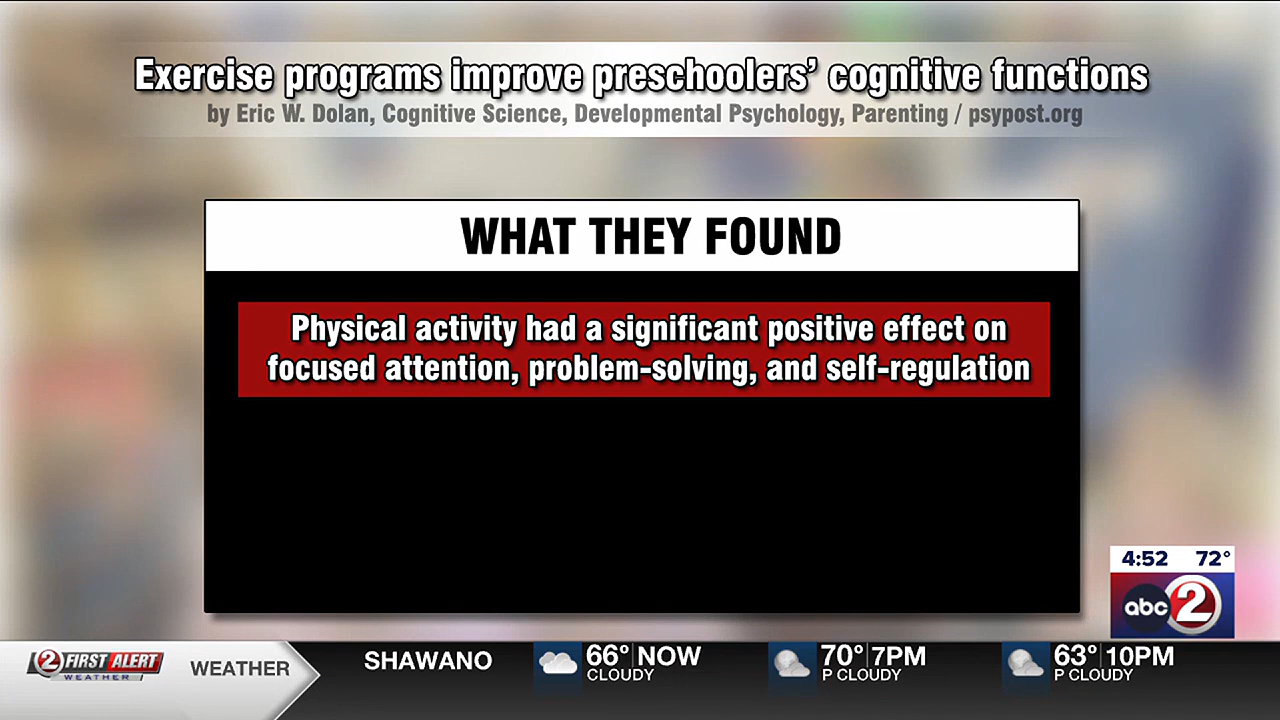 Exercise programs improve preschoolers’ cognitive functions
by Eric W. Dolan, Cognitive Science, Developmental Psychology, Parenting / psypost.org
WHAT THEY FOUND
Physical activity had a significant positive effect on
focused attention, problem-solving, and self-regulation
4:52 72°
abc 2
2 FIRST ALERT
WEATHER
WEATHER
SHAWANO
66° NOW
CLOUDY
70° 7PM
P CLOUDY
63° 10PM
P CLOUDY